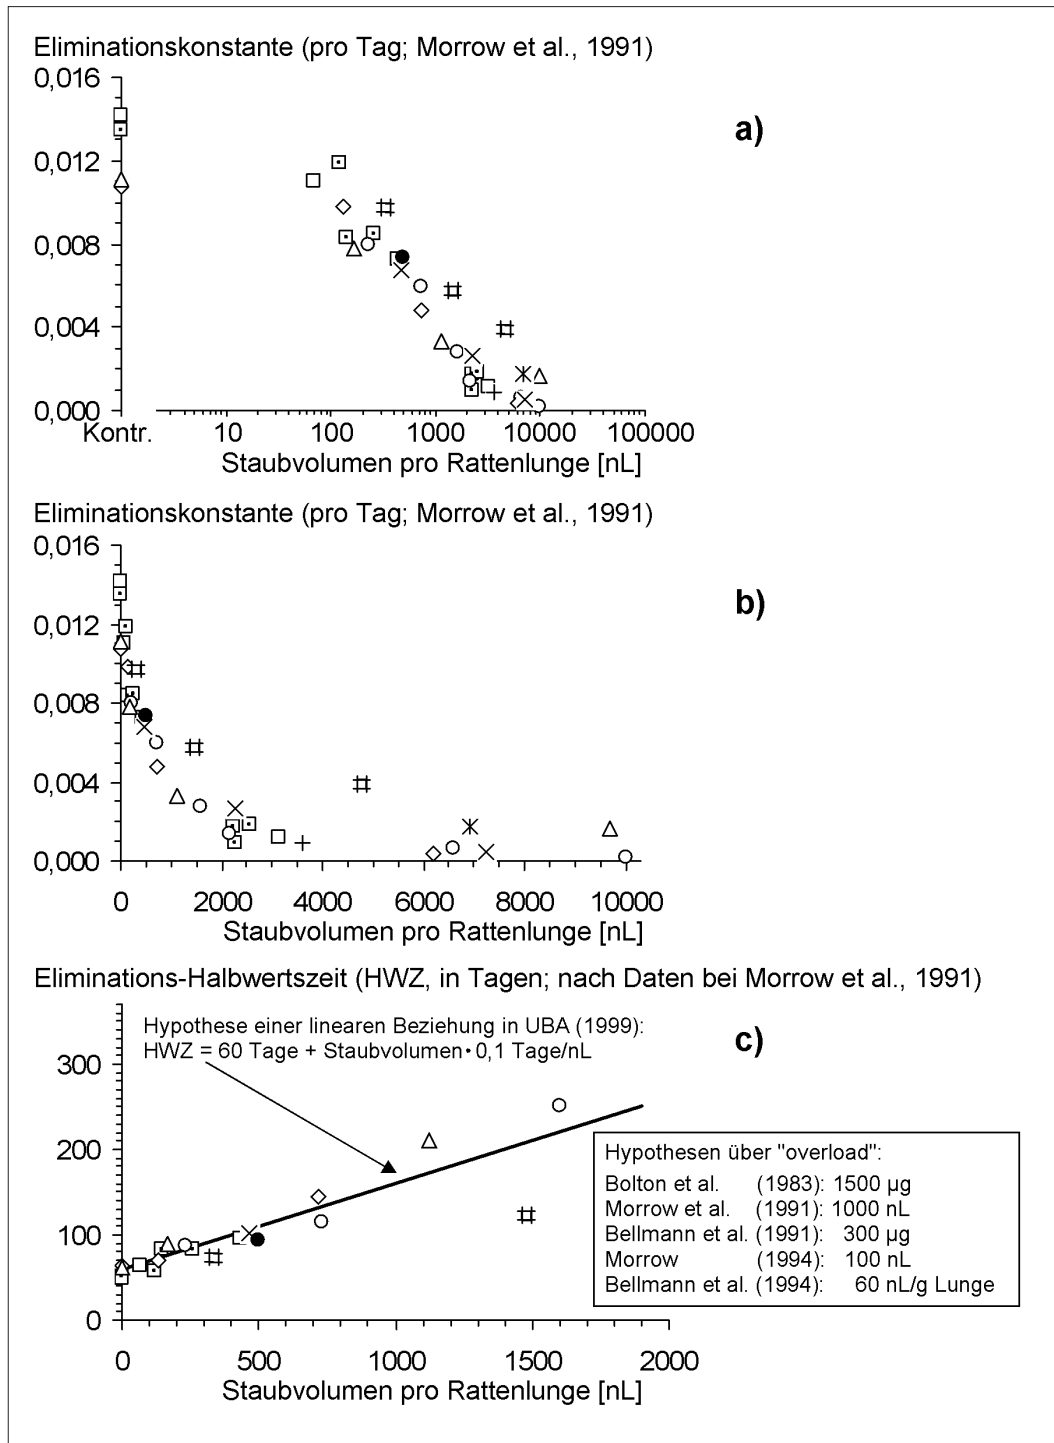 Eliminationskonstante (pro Tag; Morrow et al., 1991)
0,016
a)
0,012
0,008
0,004
0,000
Kontr. 10 100 1000 10000 100000
Staubvolumen pro Rattenlunge [nL]
Eliminationskonstante (pro Tag; Morrow et al., 1991)
0,016
b)
0,012
0,008
0,004
0,000
0 2000 4000 6000 8000 10000
Staubvolumen pro Rattenlunge [nL]
Eliminations-Halbwertszeit (HWZ, in Tagen; nach Daten bei Morrow et al., 1991)
Hypothese einer linearen Beziehung in UBA (1999):
HWZ = 60 Tage + Staubvolumen • 0,1 Tage/nL
c)
300
200
100
0
Hypothesen über "overload":
Bolton et al. (1983): 1500 µg
Morrow et al. (1991): 1000 nL
Bellmann et al. (1991): 300 µg
Morrow (1994): 100 nL
Bellmann et al. (1994): 60 nL/g Lunge
0 500 1000 1500 2000
Staubvolumen pro Rattenlunge [nL]